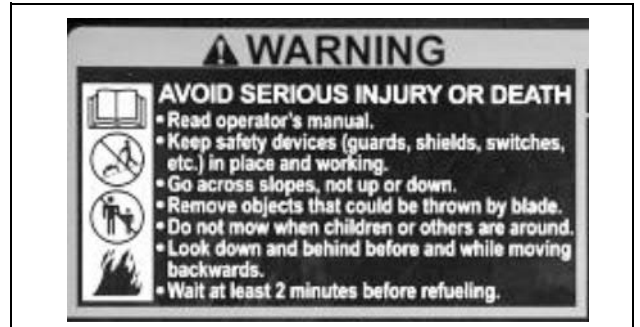 WARNING
AVOID SERIOUS INJURY OR DEATH
• Read operator's manual.
• Keep safety devices (guards, shields, switches,
etc.) in place and working.
• Go across slopes, not up or down.
• Remove objects that could be thrown by blade.
• Do not mow when children or others are around.
• Look down and behind before and while moving
backwards.
• Wait at least 2 minutes before refueling.